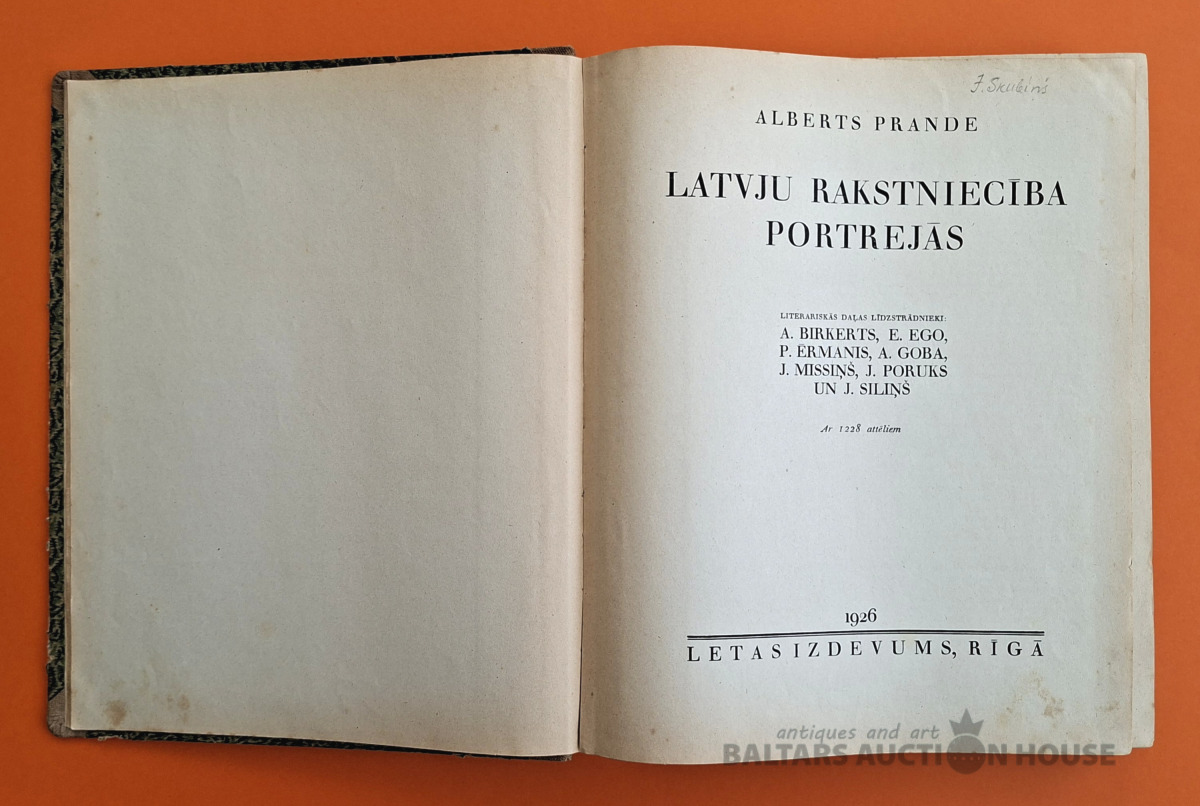 J. Skuiņš
ALBERTS PRANDE
LATVJU RAKSTNIECĪBA
PORTREJĀS
LITERARISKĀS DAĻAS LĪDZSTRĀDNIEKI:
A. BIRKERTS, E. EGO,
P. ĒRMANIS, A. GOBA,
J. MISSIŅŠ, J. PORUKS
UN J. SILIŅŠ
Ar 1228 attēliem
1926
LETAS IZDEVUMS, RĪGĀ
antiques and art
BALTARS AUCTION HOUSE